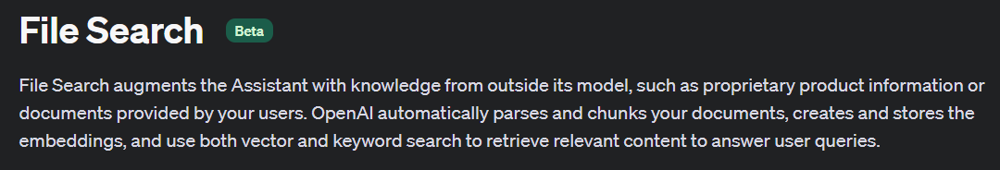 File Search Beta
File Search augments the Assistant with knowledge from outside its model, such as proprietary product information or
documents provided by your users. OpenAI automatically parses and chunks your documents, creates and stores the
embeddings, and use both vector and keyword search to retrieve relevant content to answer user queries.